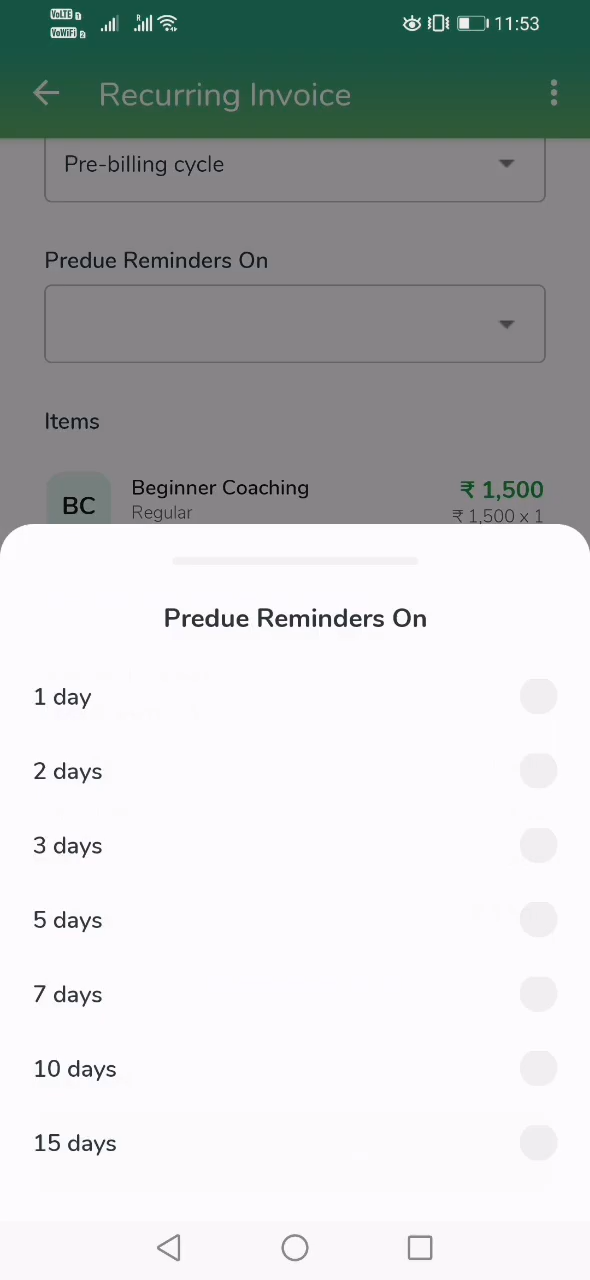 VoLTE 1
VoWiFi 2
R
11:53
Recurring Invoice
Pre-billing cycle
Predue Reminders On
Items
BC
Beginner Coaching
₹ 1,500
Regular
₹ 1,500 x 1
Predue Reminders On
1 day
2 days
3 days
5 days
7 days
10 days
15 days